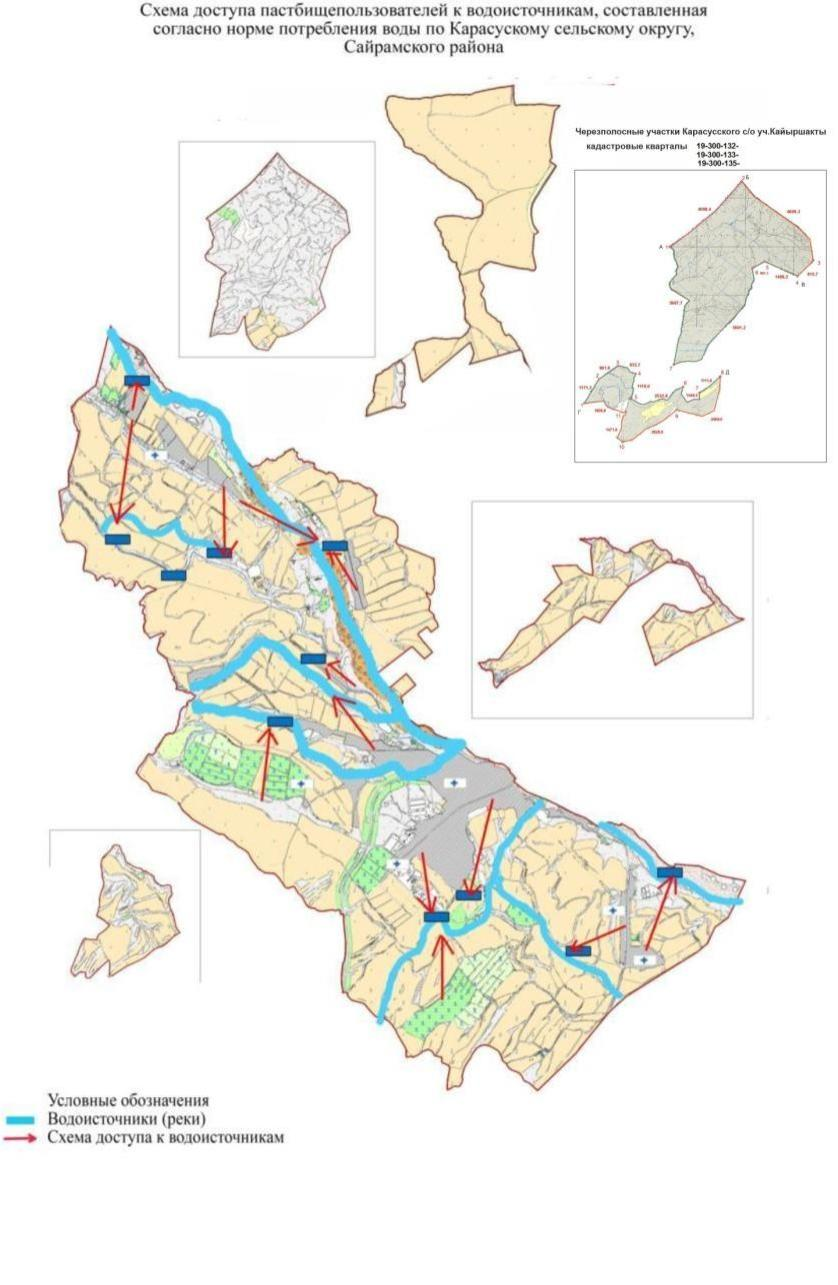 Схема доступа пастбищепользователей к водоисточникам, составленная
согласно норме потребления воды по Карасускому сельскому округу,
Сайрамского района
Черезполосные участки Карасусского с/о уч.Кайыршакты
кадастровые кварталы 19-300-132-
19-300-133-
19-300-135-
Условные обозначения
Водоисточники (реки)
Схема доступа к водоисточникам